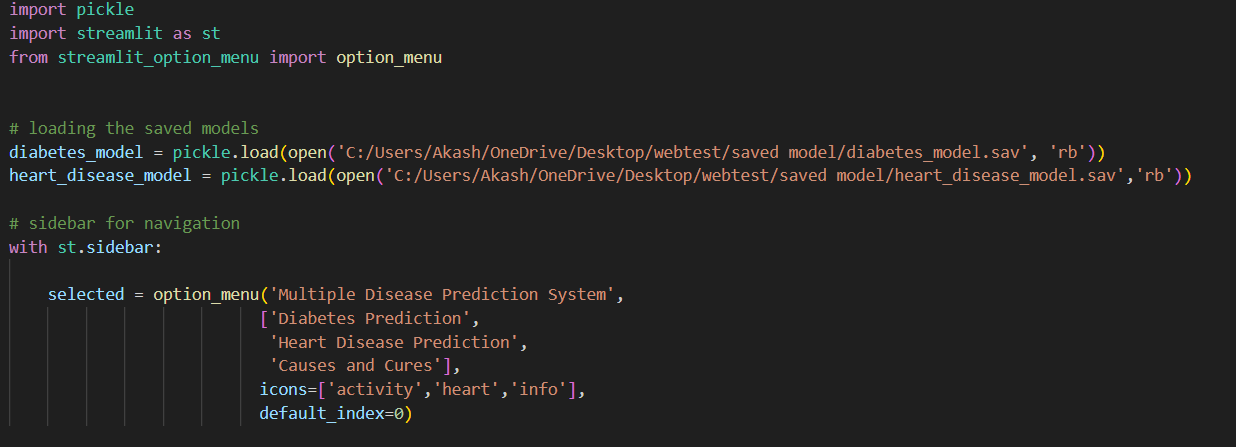 import pickle
import streamlit as st
from streamlit_option_menu import option_menu
# loading the saved models
diabetes_model = pickle.load(open('C:/Users/Akash/OneDrive/Desktop/webtest/saved model/diabetes_model.sav', 'rb'))
heart_disease_model = pickle.load(open('C:/Users/Akash/OneDrive/Desktop/webtest/saved model/heart_disease_model.sav','rb'))
# sidebar for navigation
with st.sidebar:
    selected = option_menu('Multiple Disease Prediction System',
                          ['Diabetes Prediction',
                           'Heart Disease Prediction',
                           'Causes and Cures'],
                          icons=['activity','heart','info'],
                          default_index=0)